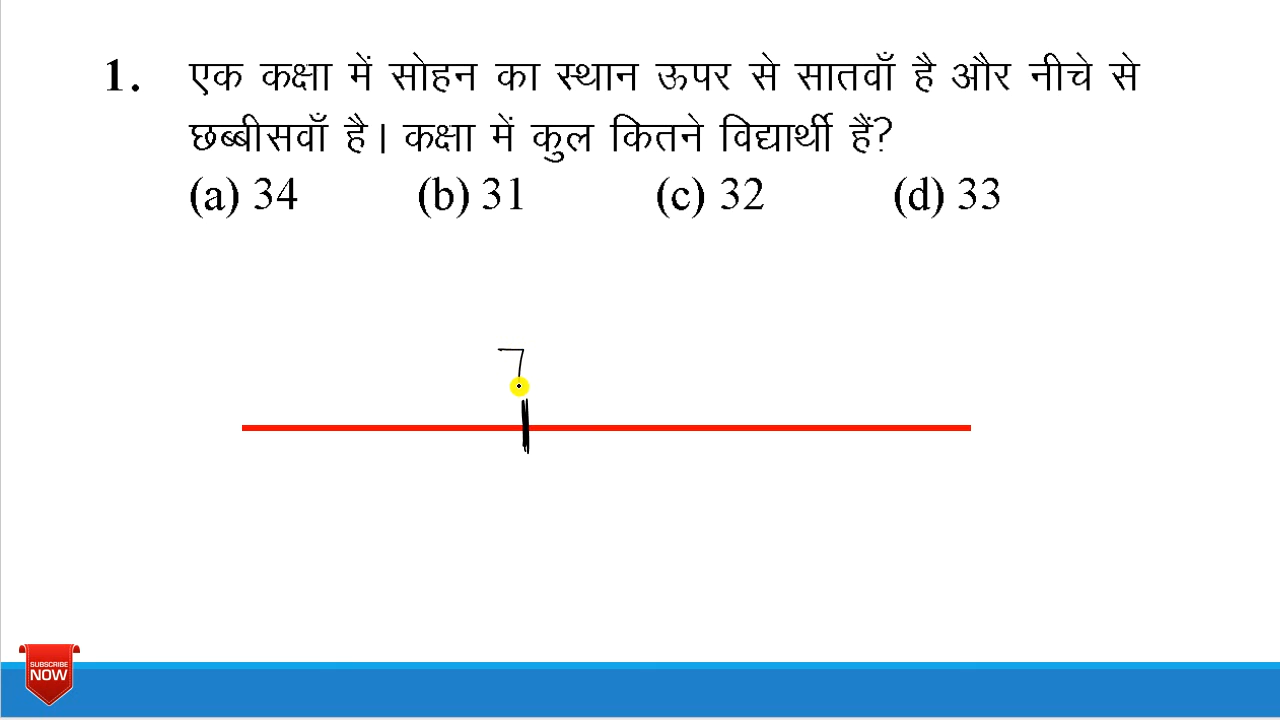 1. एक कक्षा में सोहन का स्थान ऊपर से सातवाँ है और नीचे से
छब्बीसवाँ है। कक्षा में कुल कितने विद्यार्थी हैं?
(a) 34 (b) 31 (c) 32 (d) 33
7
SUBSCRIBE
NOW